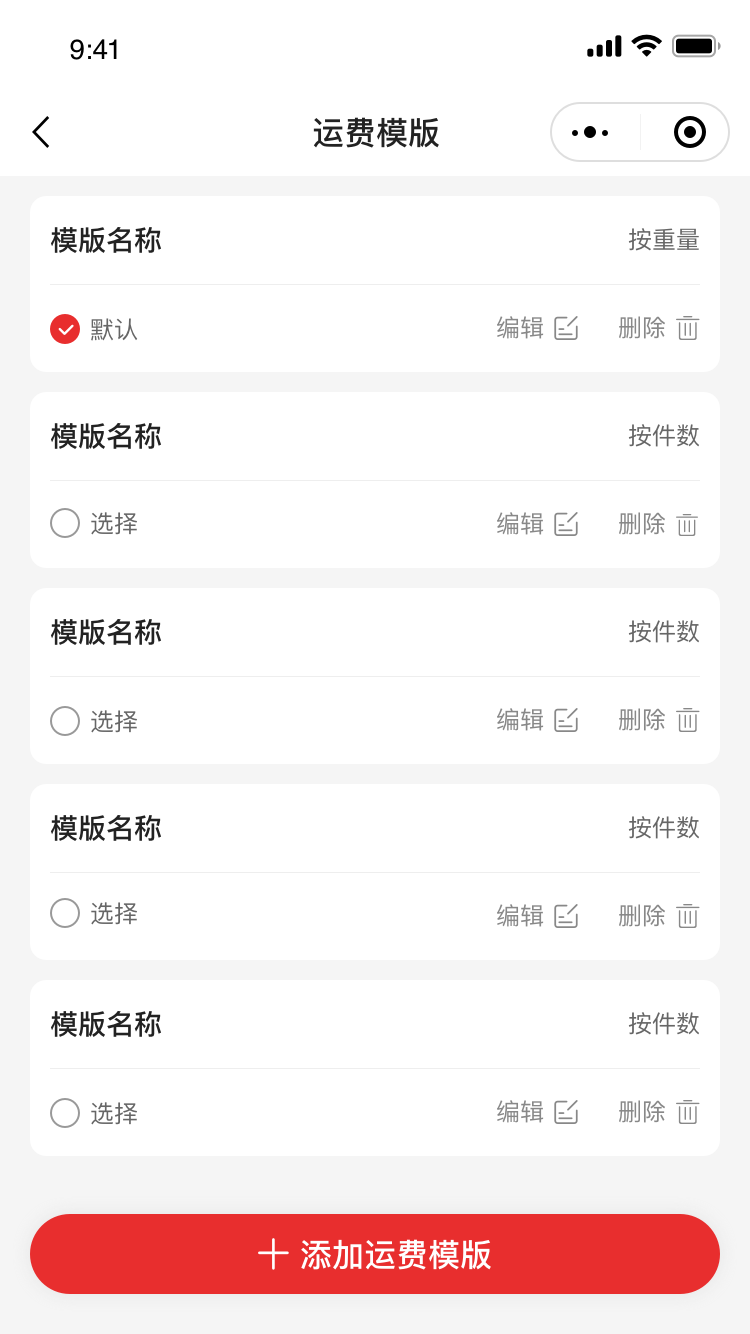 9:41
运费模版
模版名称 按重量
默认 编辑 删除
模版名称 按件数
选择 编辑 删除
模版名称 按件数
选择 编辑 删除
模版名称 按件数
选择 编辑 删除
模版名称 按件数
选择 编辑 删除
添加运费模版